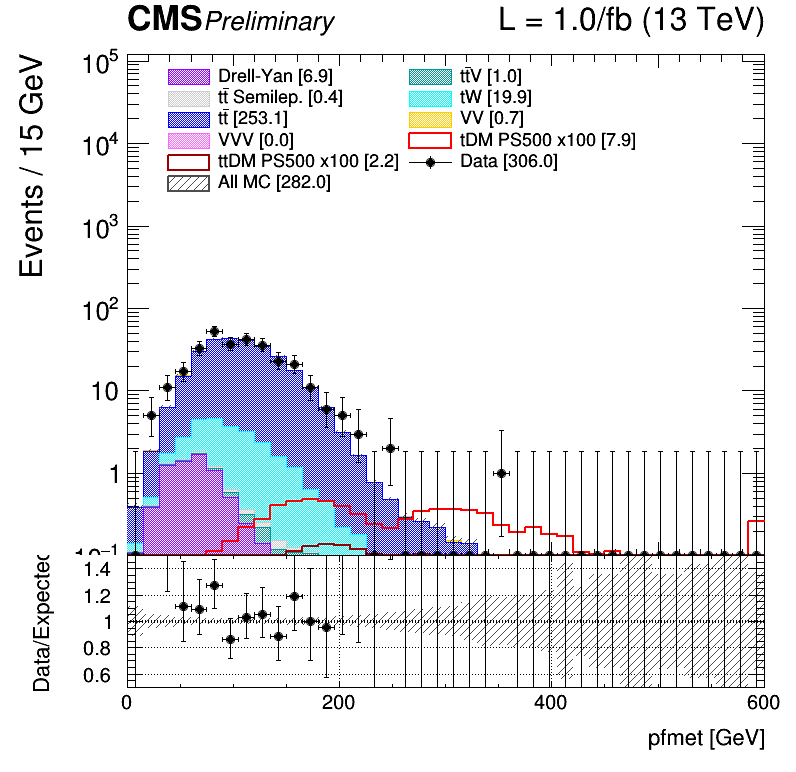 CMS Preliminary L = 1.0/fb (13 TeV)
Events / 15 GeV
10⁵
10⁴
10³
10²
10
1
10⁻¹
Drell-Yan [6.9]
tt̄ Semilep. [0.4]
tt̄ [253.1]
VVV [0.0]
ttDM PS500 x100 [2.2]
All MC [282.0]
tt̄V [1.0]
tW [19.9]
VV [0.7]
tDM PS500 x100 [7.9]
Data [306.0]
Data/Expected
1.4
1.2
1
0.8
0.6
0 200 400 600
pfmet [GeV]